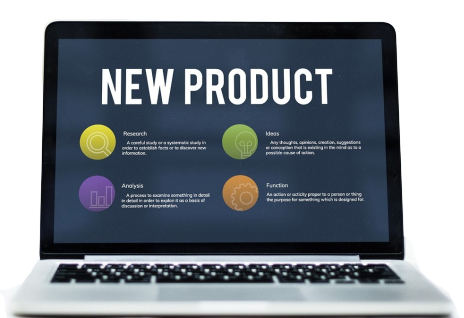 NEW PRODUCT
Research
A careful study or a systematic study in
order to establish facts or to discover new
information.
Ideas
Any thoughts, opinions, creation, suggestions
or conception that is existing in the mind as to a
possible cause of action.
Analysis
A process to examine something in detail
in detail in order to explain it as a basis of
discussion or interpretation.
Function
An action or activity proper to a person or thing
the purpose for something which is designed for.